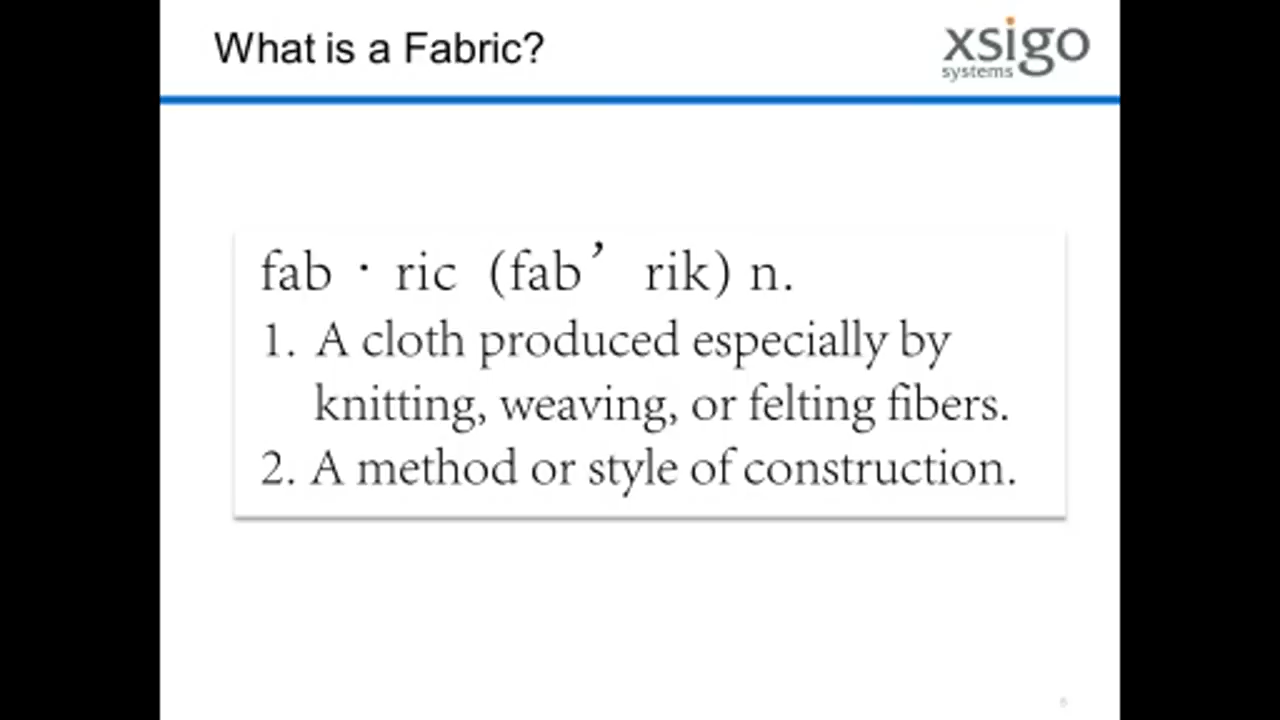 What is a Fabric?
xsigo
systems
fab · ric (fab’ rik) n.
1. A cloth produced especially by
knitting, weaving, or felting fibers.
2. A method or style of construction.